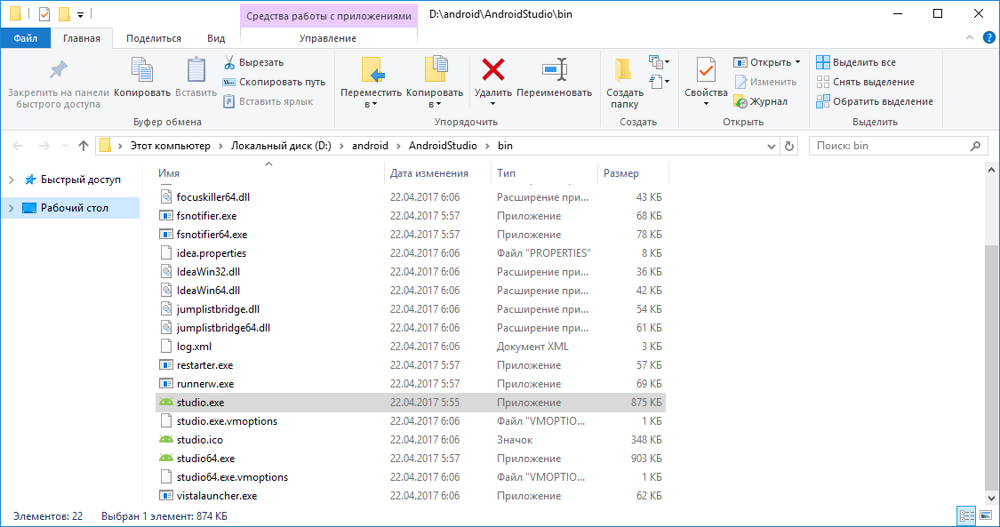 Средства работы с приложениями
D:\android\AndroidStudio\bin
Файл Главная Поделиться Вид Управление
Закрепить на панели быстрого доступа
Копировать
Вставить
Вырезать
Скопировать путь
Вставить ярлык
Буфер обмена
Переместить в
Копировать в
Удалить
Переименовать
Упорядочить
Создать папку
Создать
Свойства
Открыть
Изменить
Журнал
Открыть
Выделить все
Снять выделение
Обратить выделение
Выделить
Этот компьютер Локальный диск (D:) android AndroidStudio bin
Поиск: bin
Быстрый доступ
Рабочий стол
Имя Дата изменения Тип Размер
focuskiller64.dll 22.04.2017 6:06 Расширение при... 43 КБ
fsnotifier.exe 22.04.2017 5:57 Приложение 68 КБ
fsnotifier64.exe 22.04.2017 5:57 Приложение 78 КБ
idea.properties 22.04.2017 6:06 Файл "PROPERTIES" 8 КБ
IdeaWin32.dll 22.04.2017 6:06 Расширение при... 36 КБ
IdeaWin64.dll 22.04.2017 6:06 Расширение при... 42 КБ
jumplistbridge.dll 22.04.2017 6:06 Расширение при... 54 КБ
jumplistbridge64.dll 22.04.2017 6:06 Расширение при... 61 КБ
log.xml 22.04.2017 6:06 Документ XML 3 КБ
restarter.exe 22.04.2017 5:57 Приложение 57 КБ
runnerw.exe 22.04.2017 5:57 Приложение 69 КБ
studio.exe 22.04.2017 5:55 Приложение 875 КБ
studio.exe.vmoptions 22.04.2017 6:06 Файл "VMOPTIO... 1 КБ
studio.ico 22.04.2017 6:06 Значок 348 КБ
studio64.exe 22.04.2017 5:57 Приложение 903 КБ
studio64.exe.vmoptions 22.04.2017 6:06 Файл "VMOPTIO... 1 КБ
vistalauncher.exe 22.04.2017 6:06 Приложение 62 КБ
Элементов: 22 Выбран 1 элемент: 874 КБ